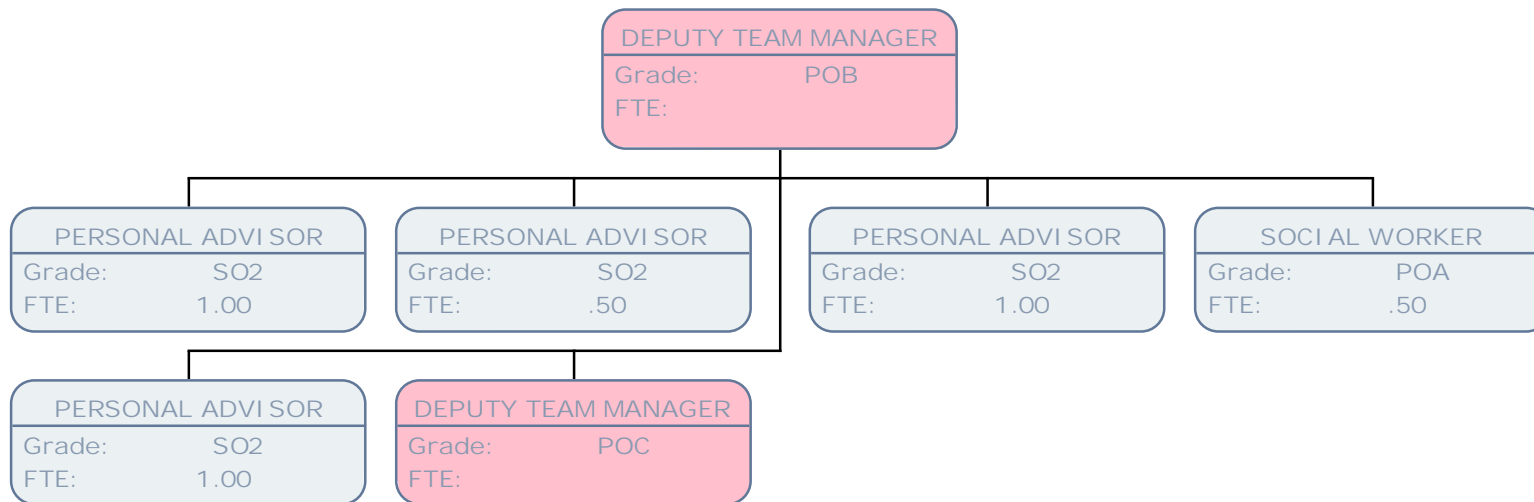 DEPUTY TEAM MANAGER
Grade: POB
FTE:
PERSONAL ADVISOR
Grade: SO2
FTE: 1.00
PERSONAL ADVISOR
Grade: SO2
FTE: .50
PERSONAL ADVISOR
Grade: SO2
FTE: 1.00
SOCIAL WORKER
Grade: POA
FTE: .50
PERSONAL ADVISOR
Grade: SO2
FTE: 1.00
DEPUTY TEAM MANAGER
Grade: POC
FTE: